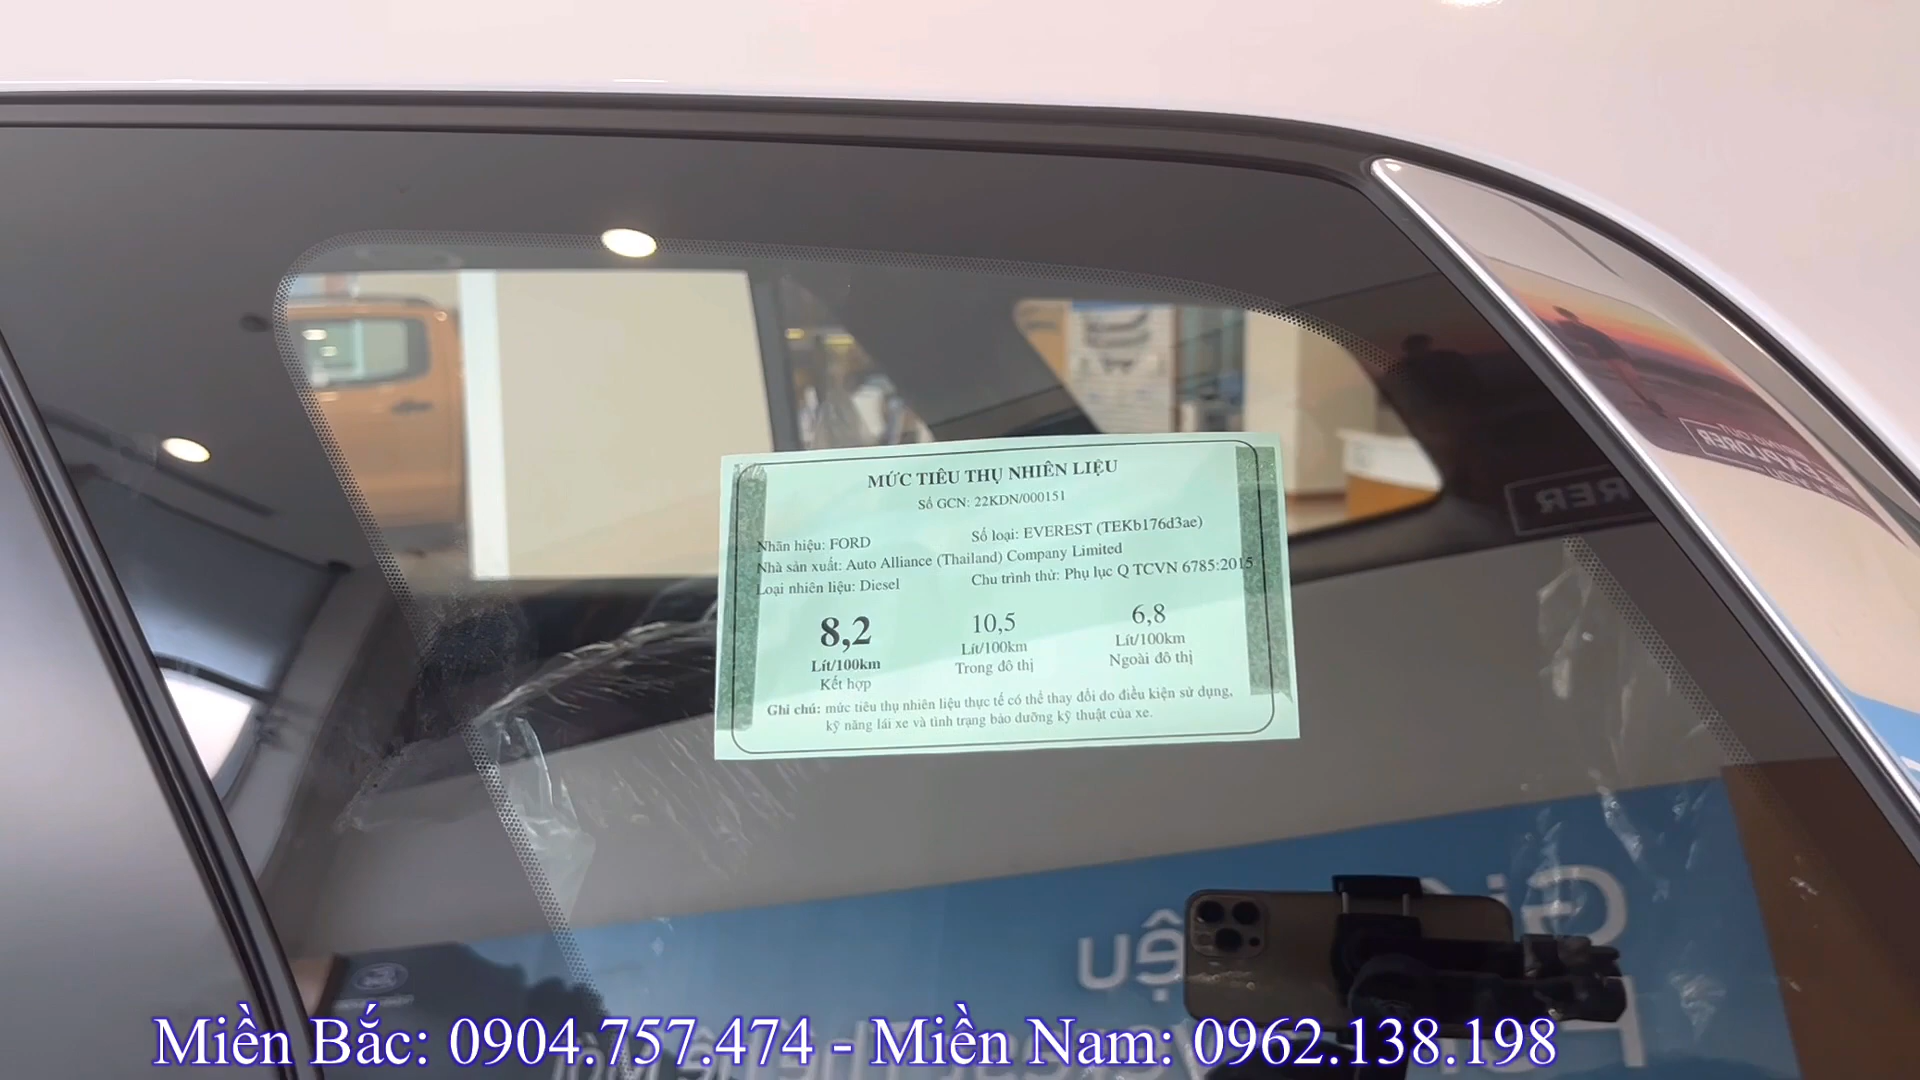 MỨC TIÊU THỤ NHIÊN LIỆU
Số GCN: 22KDN/000151
Nhãn hiệu: FORD Số loại: EVEREST (TEKb176d3ae)
Nhà sản xuất: Auto Alliance (Thailand) Company Limited
Loại nhiên liệu: Diesel Chu trình thử: Phụ lục Q TCVN 6785:2015
8,2 10,5 6,8
Lít/100km Lít/100km Lít/100km
Kết hợp Trong đô thị Ngoài đô thị
Ghi chú: mức tiêu thụ nhiên liệu thực tế có thể thay đổi do điều kiện sử dụng,
kỹ năng lái xe và tình trạng bảo dưỡng kỹ thuật của xe.
Miền Bắc: 0904.757.474 - Miền Nam: 0962.138.198